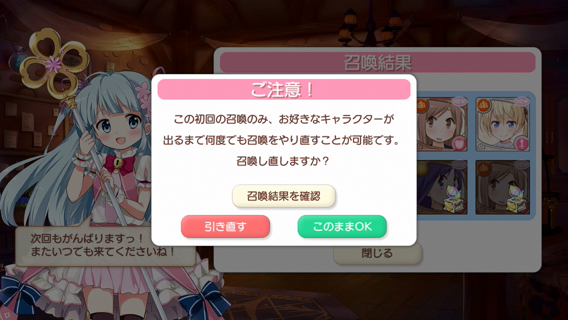 召喚結果
ご注意！
この初回の召喚のみ、お好きなキャラクターが
出るまで何度でも召喚をやり直すことが可能です。
召喚し直しますか？
召喚結果を確認
引き直す
このままOK
次回もがんばりますっ！
またいつでも来てくださいね！
閉じる